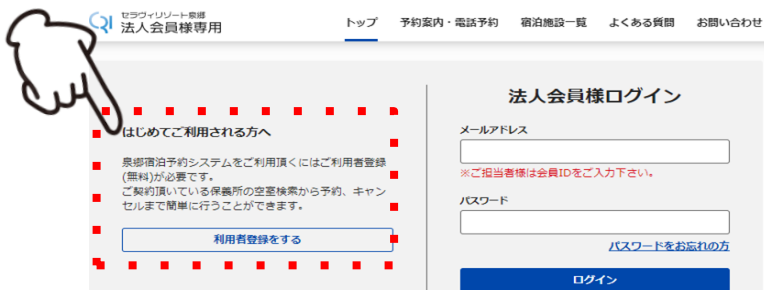 CRI セラヴィリゾート泉郷
法人会員様専用
トップ 予約案内・電話予約 宿泊施設一覧 よくある質問 お問い合わせ
はじめてご利用される方へ
泉郷宿泊予約システムをご利用頂くにはご利用者登録
(無料)が必要です。
ご契約頂いている保養所の空室検索から予約、キャン
セルまで簡単に行うことができます。
利用者登録をする
法人会員様ログイン
メールアドレス
※ご担当者様は会員IDをご入力下さい。
パスワード
パスワードをお忘れの方
ログイン